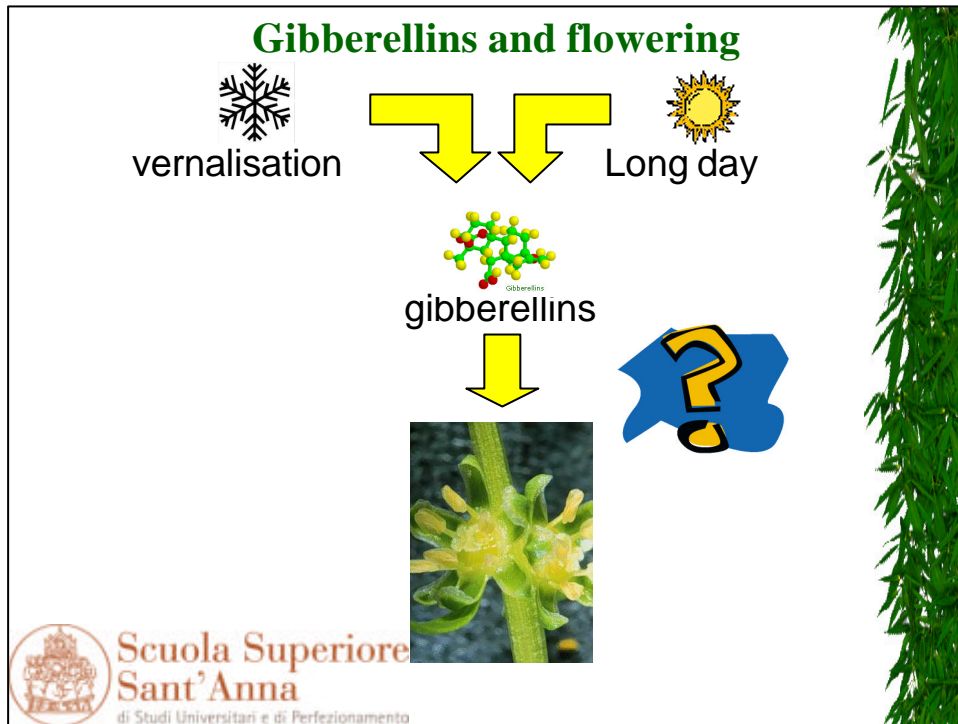 Gibberellins and flowering
vernalisation
Long day
Gibberellins
gibberellins
?
Scuola Superiore
Sant'Anna
di Studi Universitari e di Perfezionamento